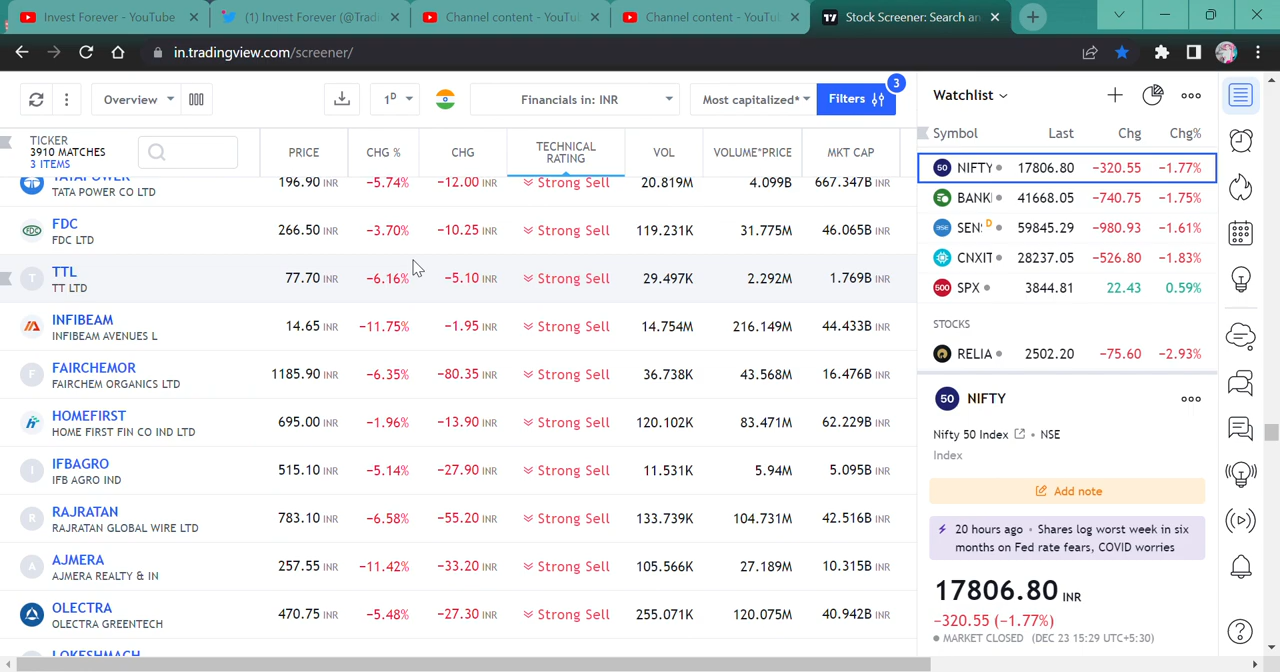 Invest Forever - YouTube
(1) Invest Forever (@Tradi
Channel content - YouTu
Channel content - YouTub
Stock Screener: Search an
in.tradingview.com/screener/
Overview
1D
Financials in: INR
Most capitalized*
Filters
3
TICKER
3910 MATCHES
3 ITEMS
PRICE
CHG %
CHG
TECHNICAL
RATING
VOL
VOLUME*PRICE
MKT CAP
TATAPOWER 196.90 INR −5.74% −12.00 INR Strong Sell 20.819M 4.099B 667.347B INR
TATA POWER CO LTD
FDC 266.50 INR −3.70% −10.25 INR Strong Sell 119.231K 31.775M 46.065B INR
FDC LTD
TTL 77.70 INR −6.16% −5.10 INR Strong Sell 29.497K 2.292M 1.769B INR
TT LTD
INFIBEAM 14.65 INR −11.75% −1.95 INR Strong Sell 14.754M 216.149M 44.433B INR
INFIBEAM AVENUES L
FAIRCHEMOR 1185.90 INR −6.35% −80.35 INR Strong Sell 36.738K 43.568M 16.476B INR
FAIRCHEM ORGANICS LTD
HOMEFIRST 695.00 INR −1.96% −13.90 INR Strong Sell 120.102K 83.471M 62.229B INR
HOME FIRST FIN CO IND LTD
IFBAGRO 515.10 INR −5.14% −27.90 INR Strong Sell 11.531K 5.94M 5.095B INR
IFB AGRO IND
RAJRATAN 783.10 INR −6.58% −55.20 INR Strong Sell 133.739K 104.731M 42.516B INR
RAJRATAN GLOBAL WIRE LTD
AJMERA 257.55 INR −11.42% −33.20 INR Strong Sell 105.566K 27.189M 10.315B INR
AJMERA REALTY & IN
OLECTRA 470.75 INR −5.48% −27.30 INR Strong Sell 255.071K 120.075M 40.942B INR
OLECTRA GREENTECH
LOKESHMACH
Watchlist
Symbol Last Chg Chg%
50 NIFTY 17806.80 −320.55 −1.77%
BANKI 41668.05 −740.75 −1.75%
SEN: D 59845.29 −980.93 −1.61%
CNXIT 28237.05 −526.80 −1.83%
500 SPX 3844.81 22.43 0.59%
STOCKS
RELIA 2502.20 −75.60 −2.93%
50 NIFTY
Nifty 50 Index • NSE
Index
Add note
20 hours ago • Shares log worst week in six
months on Fed rate fears, COVID worries
17806.80 INR
−320.55 (−1.77%)
MARKET CLOSED (DEC 23 15:29 UTC+5:30)